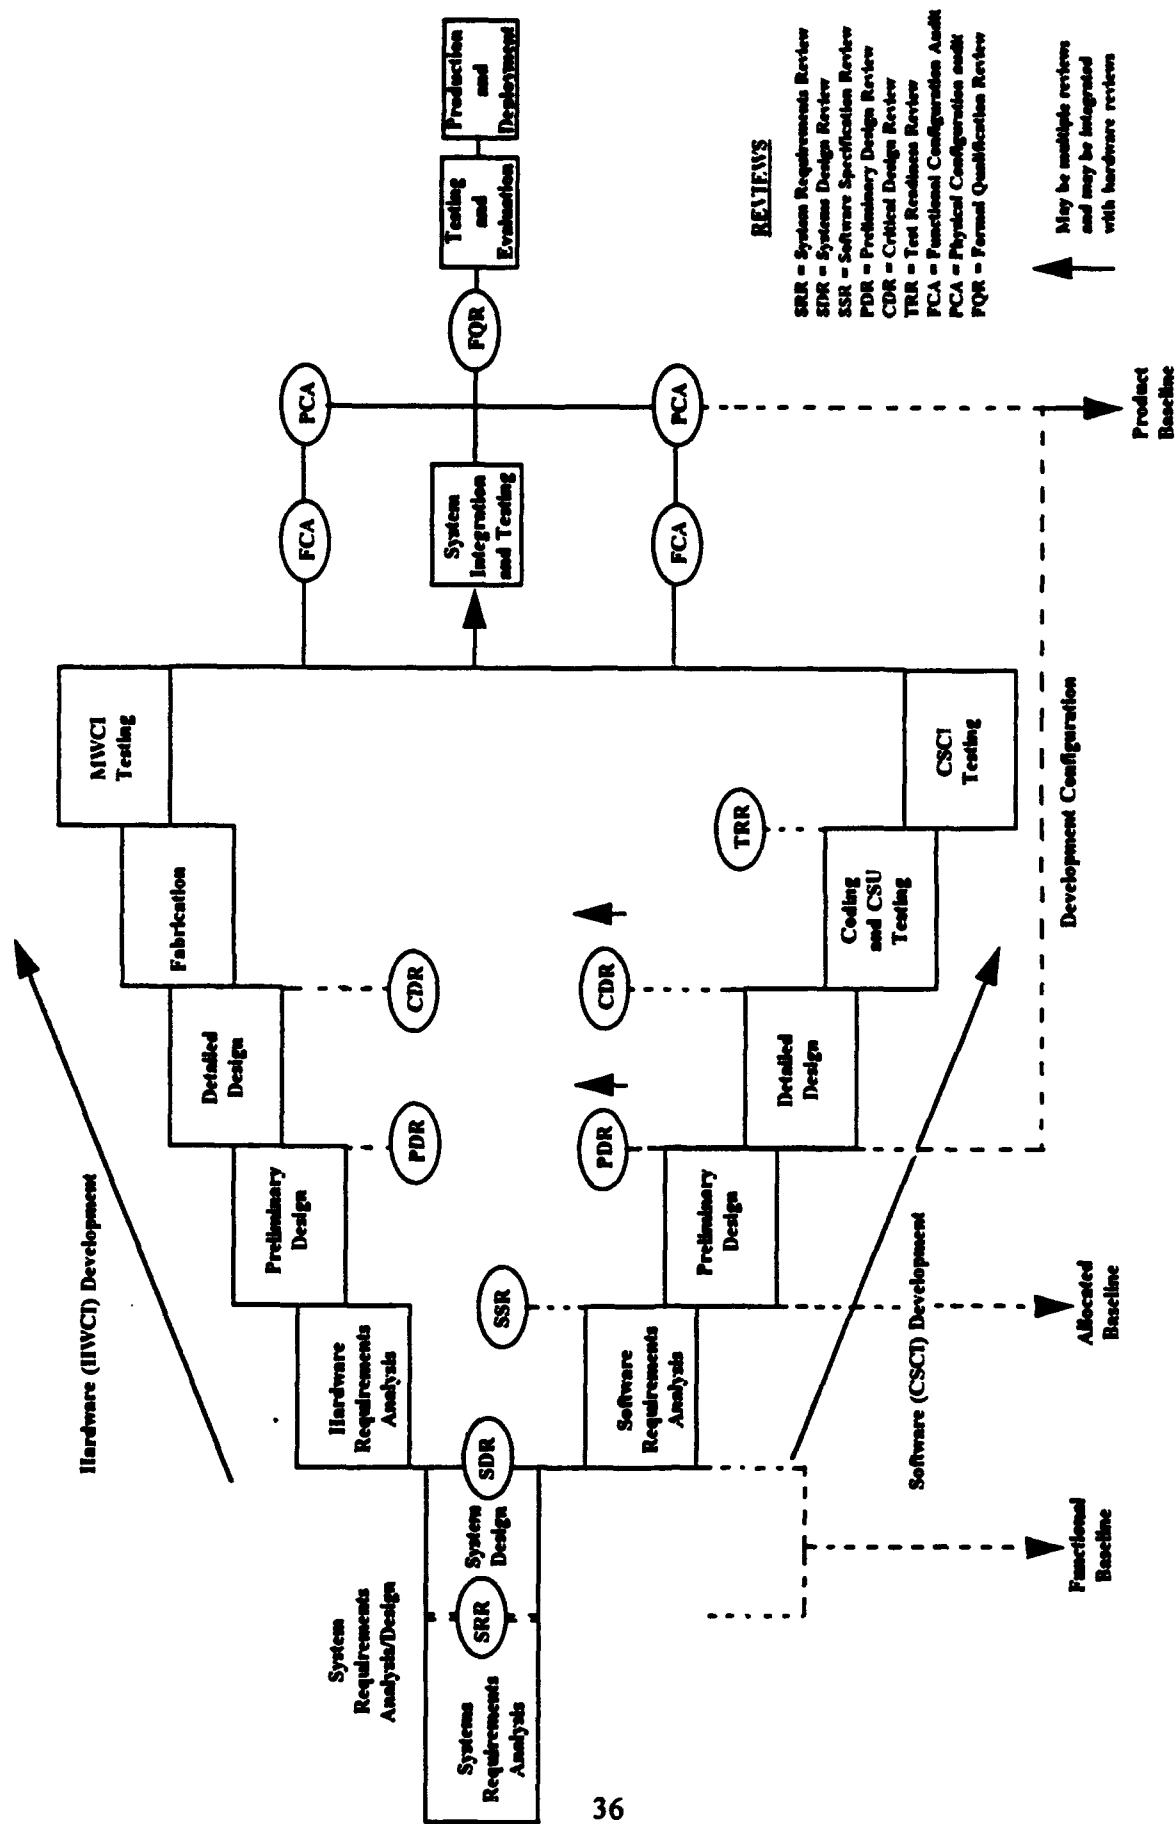 Hardware (HWCI) Development
System
Requirements
Analysis/Design
Systems
Requirements
Analysis
SRR
System
Design
SDR
Hardware
Requirements
Analysis
Preliminary
Design
Detailed
Design
Fabrication
MWCI
Testing
PDR
CDR
SSR
PDR
CDR
TRR
Software
Requirements
Analysis
Preliminary
Design
Detailed
Design
Coding
and CSU
Testing
CSCI
Testing
Software (CSCI) Development
FCA
PCA
System
Integration
and Testing
FQR
Testing
and
Evaluation
Production
and
Deployment
FCA
PCA
Development Configuration
Functional
Baseline
Allocated
Baseline
Product
Baseline
REVIEWS
SRR = System Requirements Review
SDR = Systems Design Review
SSR = Software Specification Review
PDR = Preliminary Design Review
CDR = Critical Design Review
TRR = Test Readiness Review
FCA = Functional Configuration Audit
PCA = Physical Configuration audit
FQR = Formal Qualification Review
May be multiple reviews
and may be integrated
with hardware reviews
36